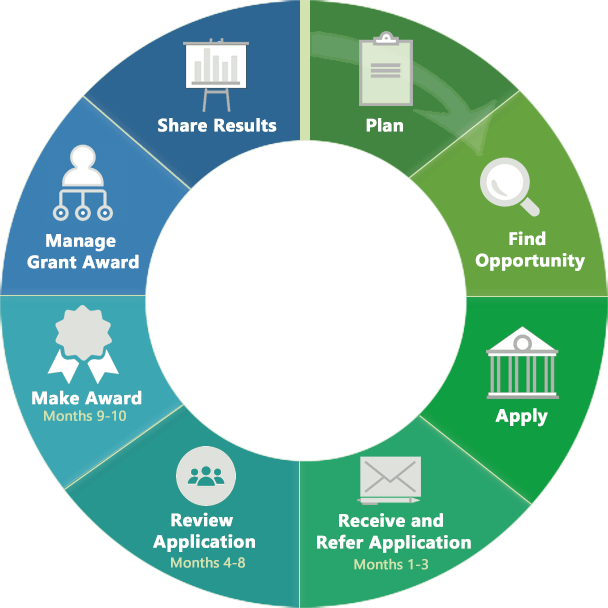 Plan
Find
Opportunity
Apply
Receive and
Refer Application
Months 1-3
Review
Application
Months 4-8
Make Award
Months 9-10
Manage
Grant Award
Share Results